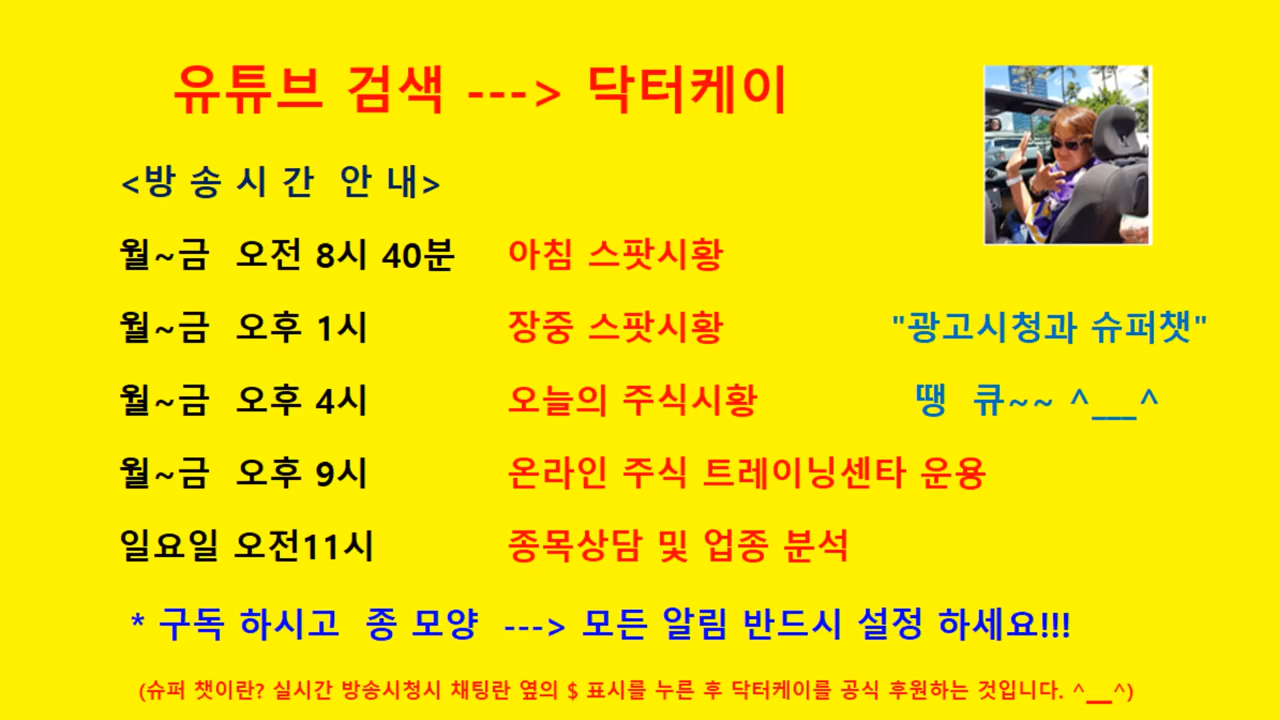 유튜브 검색 ---> 닥터케이
<방 송 시 간 안 내>
월~금 오전 8시 40분 아침 스팟시황
월~금 오후 1시 장중 스팟시황 "광고시청과 슈퍼챗"
월~금 오후 4시 오늘의 주식시황 땡 큐~~ ^___^
월~금 오후 9시 온라인 주식 트레이닝센타 운용
일요일 오전11시 종목상담 및 업종 분석
* 구독 하시고 종 모양 ---> 모든 알림 반드시 설정 하세요!!!
(슈퍼 챗이란? 실시간 방송시청시 채팅란 옆의 $ 표시를 누른 후 닥터케이를 공식 후원하는 것입니다. ^__^)